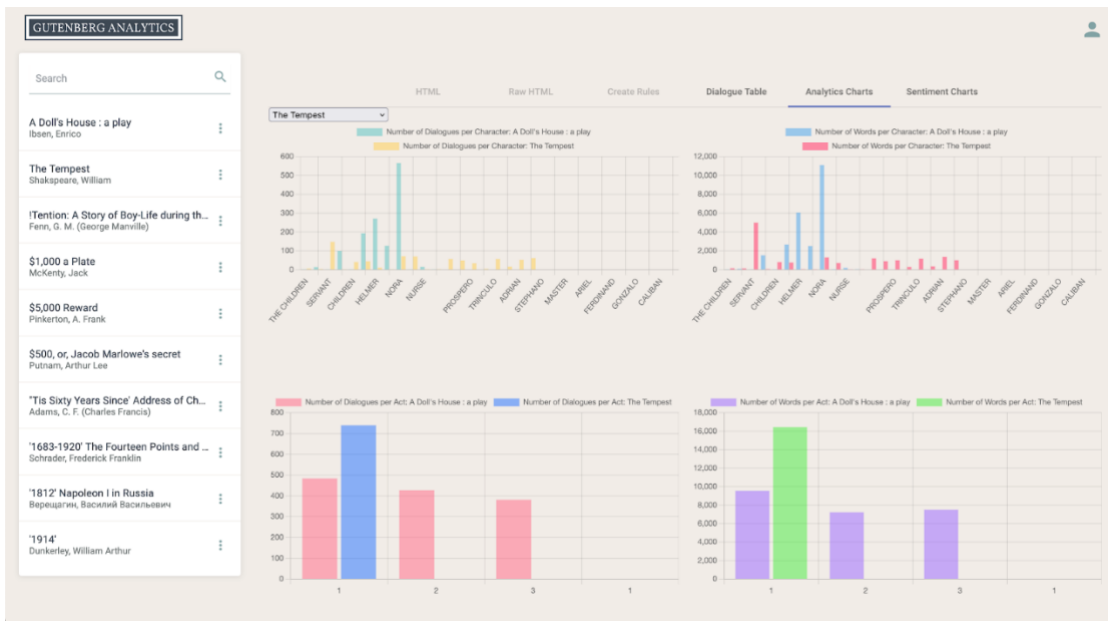 GUTENBERG ANALYTICS
Search
A Doll's House : a play
Ibsen, Enrico
The Tempest
Shakspeare, William
!Tention: A Story of Boy-Life during th...
Fenn, G. M. (George Manville)
$1,000 a Plate
McKenty, Jack
$5,000 Reward
Pinkerton, A. Frank
$500, or, Jacob Marlowe's secret
Putnam, Arthur Lee
'Tis Sixty Years Since' Address of Ch...
Adams, C. F. (Charles Francis)
'1683-1920' The Fourteen Points and ...
Schrader, Frederick Franklin
'1812' Napoleon I in Russia
Верещагин, Василий Васильевич
'1914'
Dunkerley, William Arthur
HTML Raw HTML Create Rules Dialogue Table Analytics Charts Sentiment Charts
The Tempest
Number of Dialogues per Character: A Doll's House : a play
Number of Dialogues per Character: The Tempest
600
500
400
300
200
100
0
THE CHILDREN SERVANT CHILDREN HELMER NORA NURSE PROSPERO TRINCULO ADRIAN STEPHANO MASTER ARIEL FERDINAND GONZALO CALIBAN
Number of Words per Character: A Doll's House : a play
Number of Words per Character: The Tempest
12,000
10,000
8,000
6,000
4,000
2,000
0
THE CHILDREN SERVANT CHILDREN HELMER NORA NURSE PROSPERO TRINCULO ADRIAN STEPHANO MASTER ARIEL FERDINAND GONZALO CALIBAN
Number of Dialogues per Act: A Doll's House : a play Number of Dialogues per Act: The Tempest
800
700
600
500
400
300
200
100
0
1 2 3 1
Number of Words per Act: A Doll's House : a play Number of Words per Act: The Tempest
18,000
16,000
14,000
12,000
10,000
8,000
6,000
4,000
2,000
0
1 2 3 1